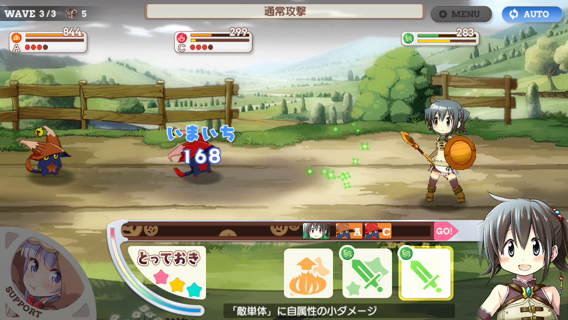 WAVE 3/3 5
通常攻撃
MENU
AUTO
844
A
299
C
283
いまいち
168
A C GO!
とっておき
SUPPORT
「敵単体」に自属性の小ダメージ